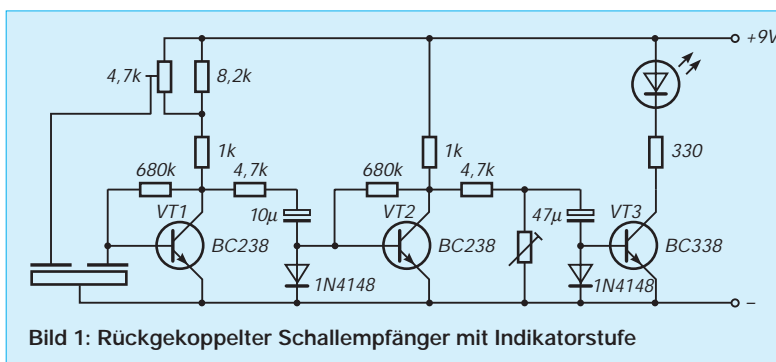 +9V
4,7k
8,2k
1k
1k
330
680k
4,7k
680k
4,7k
VT1
10µ
VT2
47µ
VT3
BC238
BC238
BC338
1N4148
1N4148
–
Bild 1: Rückgekoppelter Schallempfänger mit Indikatorstufe